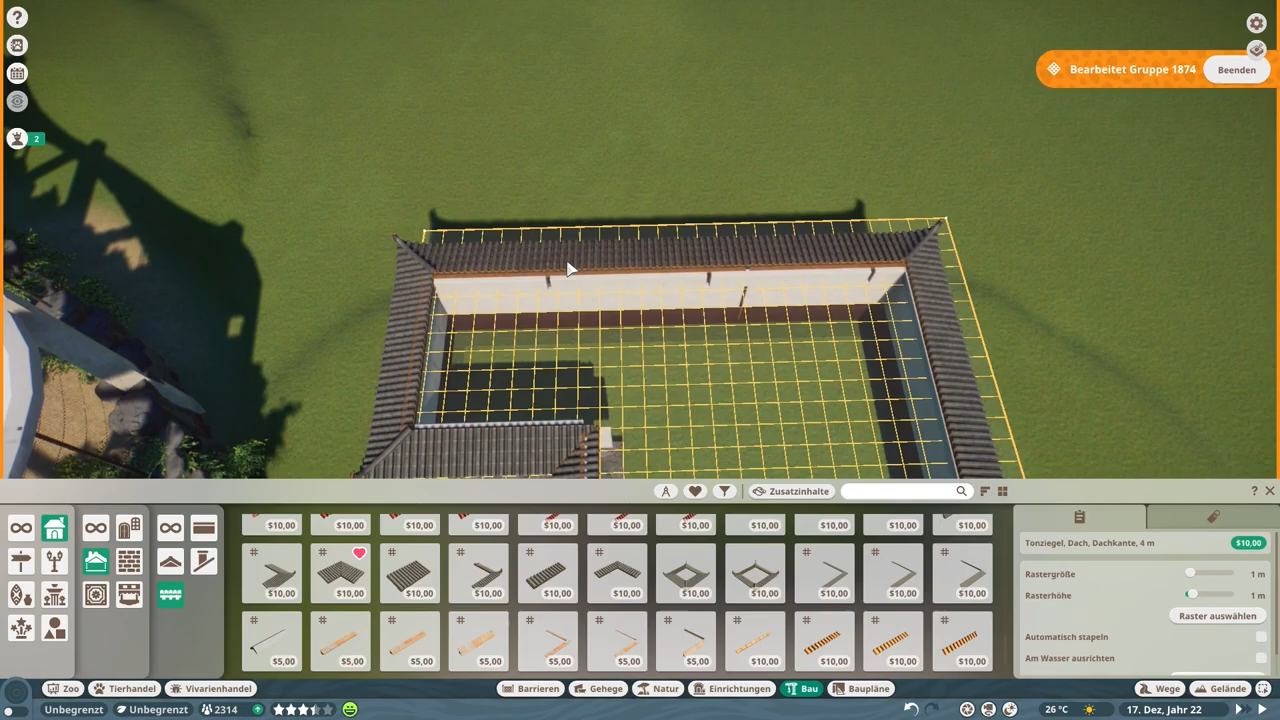 ?
Bearbeitet Gruppe 1874
Beenden
2
Zusatzinhalte
? ×
$10,00 $10,00 $10,00 $10,00 $10,00 $10,00 $10,00 $10,00 $10,00 $10,00 $10,00
$10,00 $10,00 $10,00 $10,00 $10,00 $10,00 $10,00 $10,00 $10,00 $10,00 $10,00
$5,00 $5,00 $5,00 $5,00 $5,00 $5,00 $5,00 $10,00 $10,00 $10,00 $10,00
Tonziegel, Dach, Dachkante, 4 m $10,00
Rastergröße 1 m
Rasterhöhe 1 m
Raster auswählen
Automatisch stapeln
Am Wasser ausrichten
Zoo Tierhandel Vivarienhandel Barrieren Gehege Natur Einrichtungen Bau Baupläne Wege Gelände
Unbegrenzt Unbegrenzt 2314 26 °C 17. Dez, Jahr 22